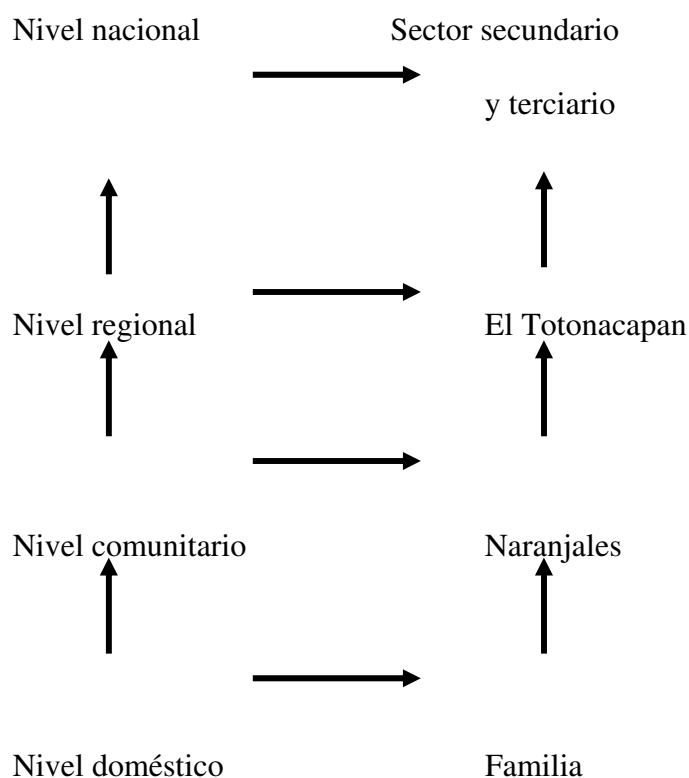 Nivel nacional Sector secundario
y terciario
Nivel regional El Totonacapan
Nivel comunitario Naranjales
Nivel doméstico Familia